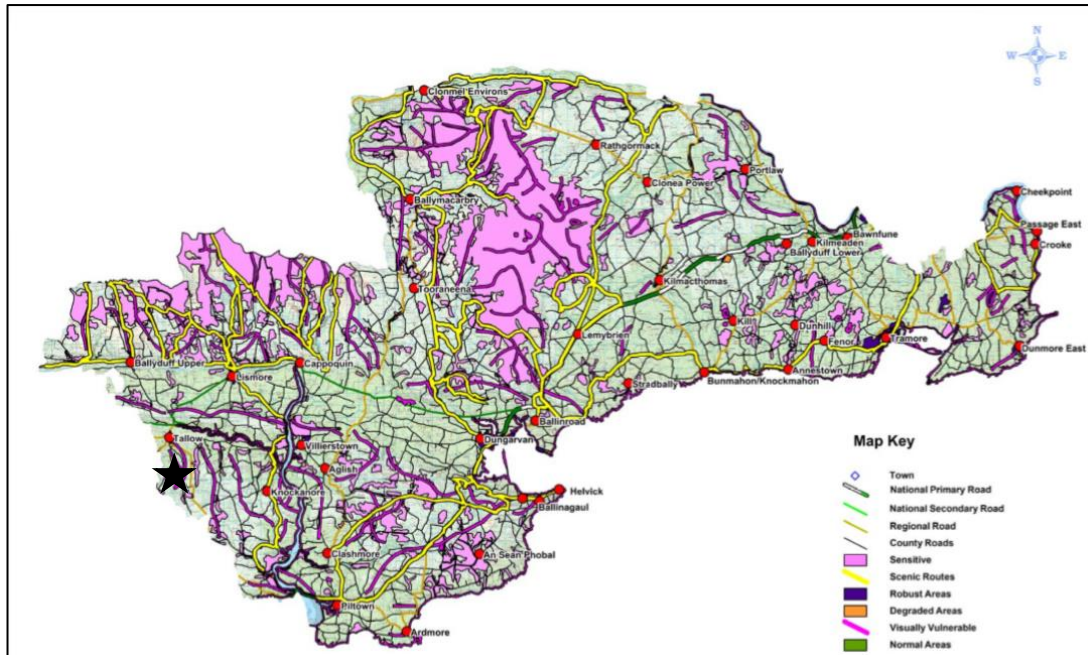 N
W E
S
Clonmel Environs
Rathgormack
Clonea Power
Portlaw
Cheekpoint
Ballymacarbry
Passage East
Bawnfune
Kilmeaden
Crooke
Ballyduff Lower
Tooraneena
Kilmacthomas
Kill
Dunhill
Lemybrien
Fenor
Tramore
Dunmore East
Ballyduff Upper
Cappoquin
Lismore
Annestown
Bunmahon/Knockmahon
Stradbally
Ballinroad
Tallow
Villierstown
Dungarvan
Aglish
Knockanore
Helvick
Ballinagaul
Clashmore
An Sean Phobal
Piltown
Ardmore
Map Key
Town
National Primary Road
National Secondary Road
Regional Road
County Roads
Sensitive
Scenic Routes
Robust Areas
Degraded Areas
Visually Vulnerable
Normal Areas